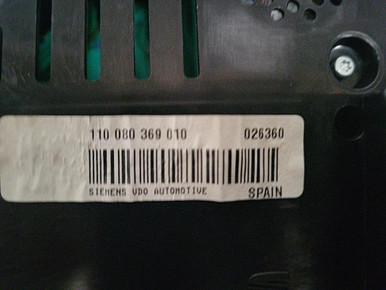 110 080 369 010 026360
SIEMENS VDO AUTOMOTIVE SPAIN